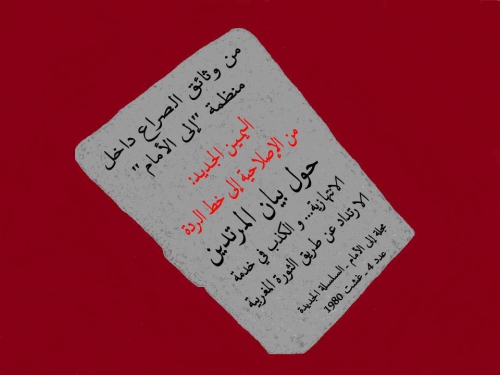 من وثائق الصراع داخل
منظمة "إلى الأمام"
اليمين الجديد:
من الإصلاحية إلى خط الردة
حول بيان المرتدين
الانتهازية... و الكذب في خدمة
الارتداد عن طريق الثورة المغربية
مجلة إلى الأمام - السلسلة الجديدة
عدد 4 - غشت 1980